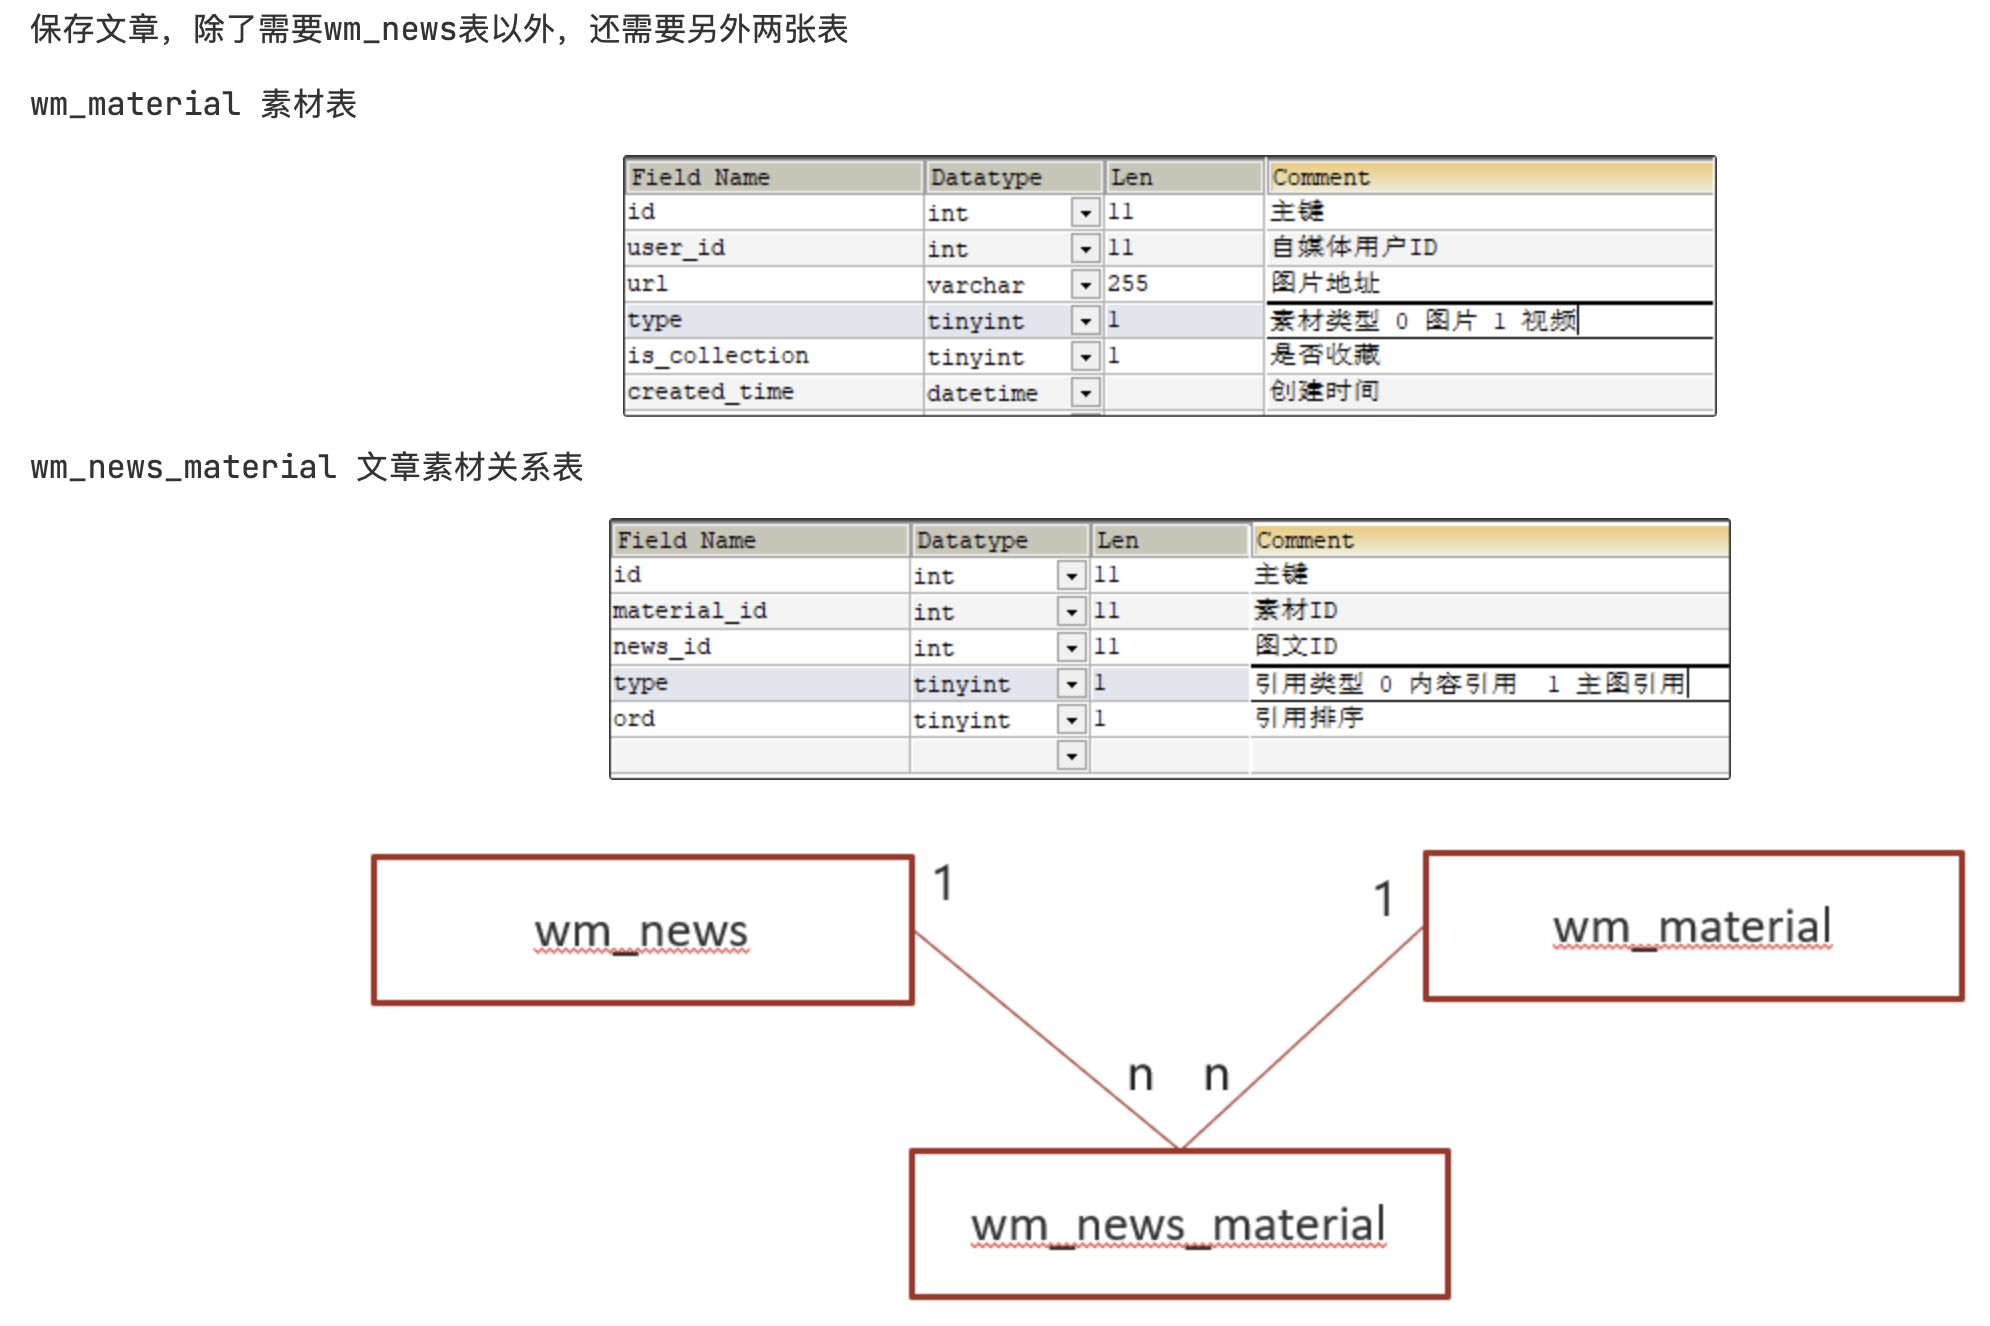 保存文章，除了需要wm_news表以外，还需要另外两张表
wm_material 素材表
Field Name Datatype Len Comment
id int 11 主键
user_id int 11 自媒体用户ID
url varchar 255 图片地址
type tinyint 1 素材类型 0 图片 1 视频
is_collection tinyint 1 是否收藏
created_time datetime 创建时间
wm_news_material 文章素材关系表
Field Name Datatype Len Comment
id int 11 主键
material_id int 11 素材ID
news_id int 11 图文ID
type tinyint 1 引用类型 0 内容引用 1 主图引用
ord tinyint 1 引用排序
wm_news 1 1 wm_material
n n
wm_news_material